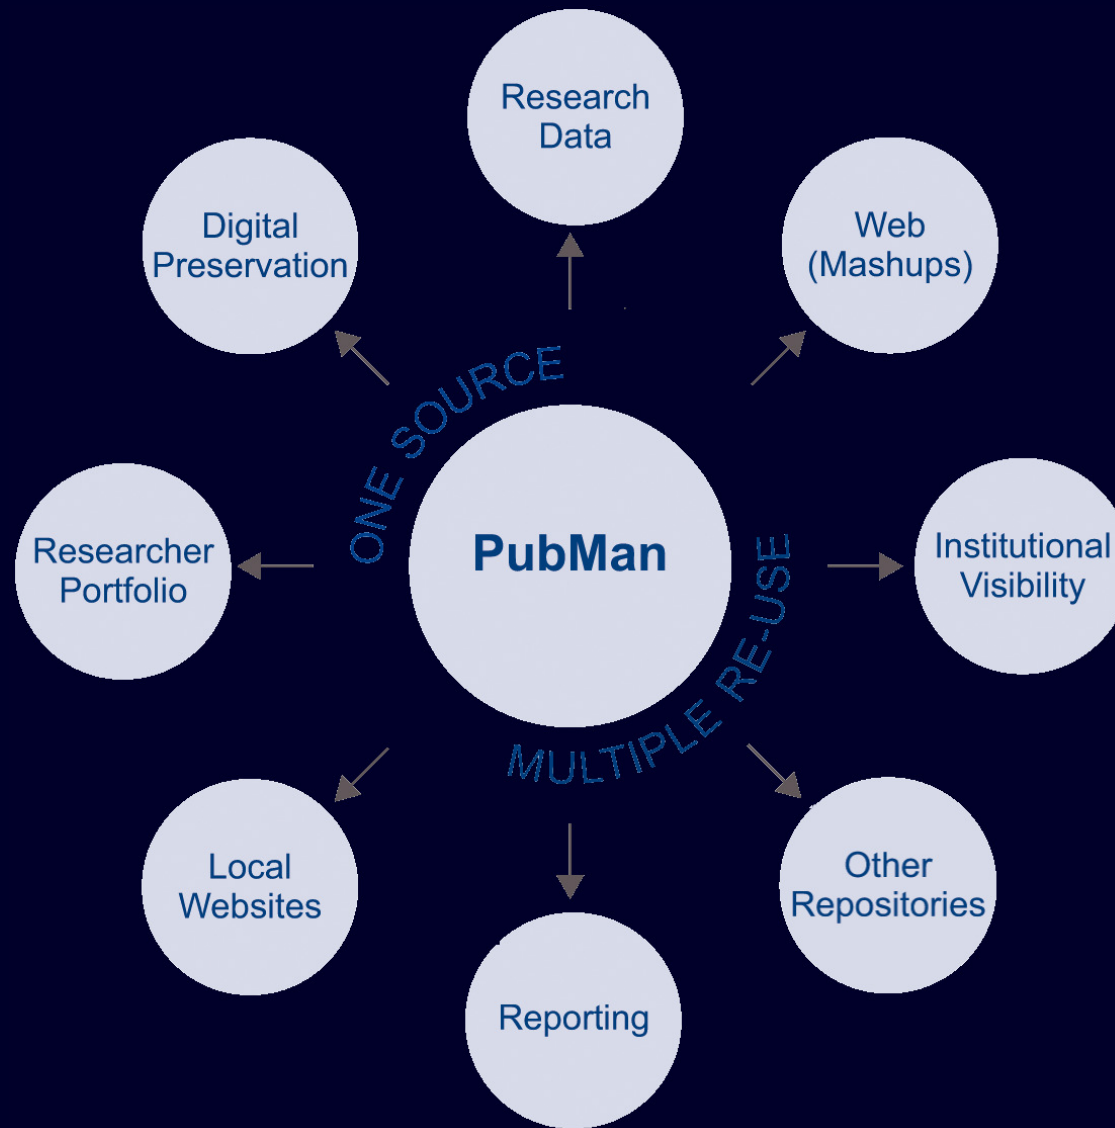 Research
Data
Digital
Preservation
Web
(Mashups)
ONE SOURCE
Researcher
Portfolio
PubMan
Institutional
Visibility
MULTIPLE RE-USE
Local
Websites
Other
Repositories
Reporting